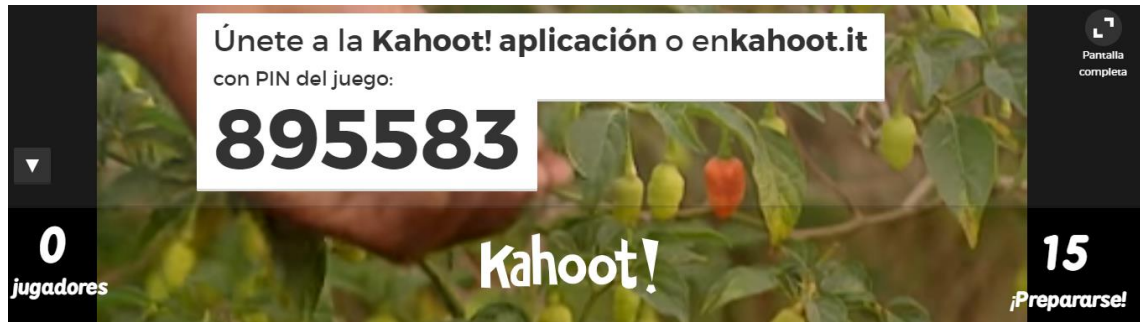 Únete a la Kahoot! aplicación o enkahoot.it
con PIN del juego:
895583
Pantalla
completa
0
jugadores
Kahoot!
15
¡Prepararse!